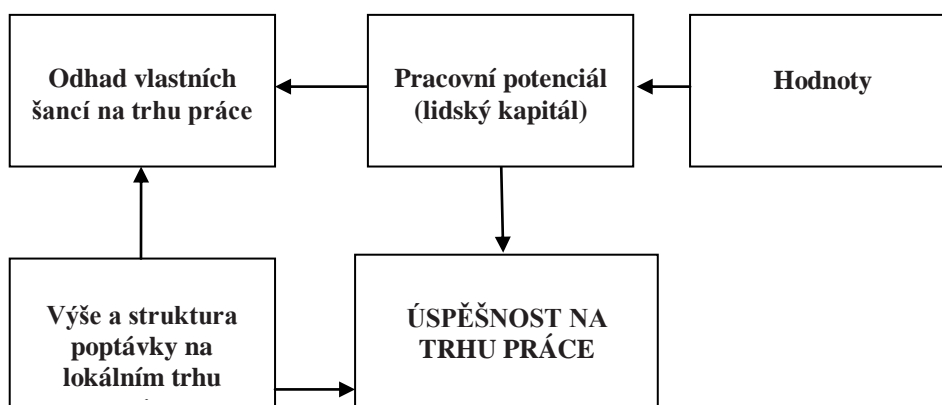 Odhad vlastních
šancí na trhu práce
Pracovní potenciál
(lidský kapitál)
Hodnoty
Výše a struktura
poptávky na
lokálním trhu
ÚSPĚŠNOST NA
TRHU PRÁCE